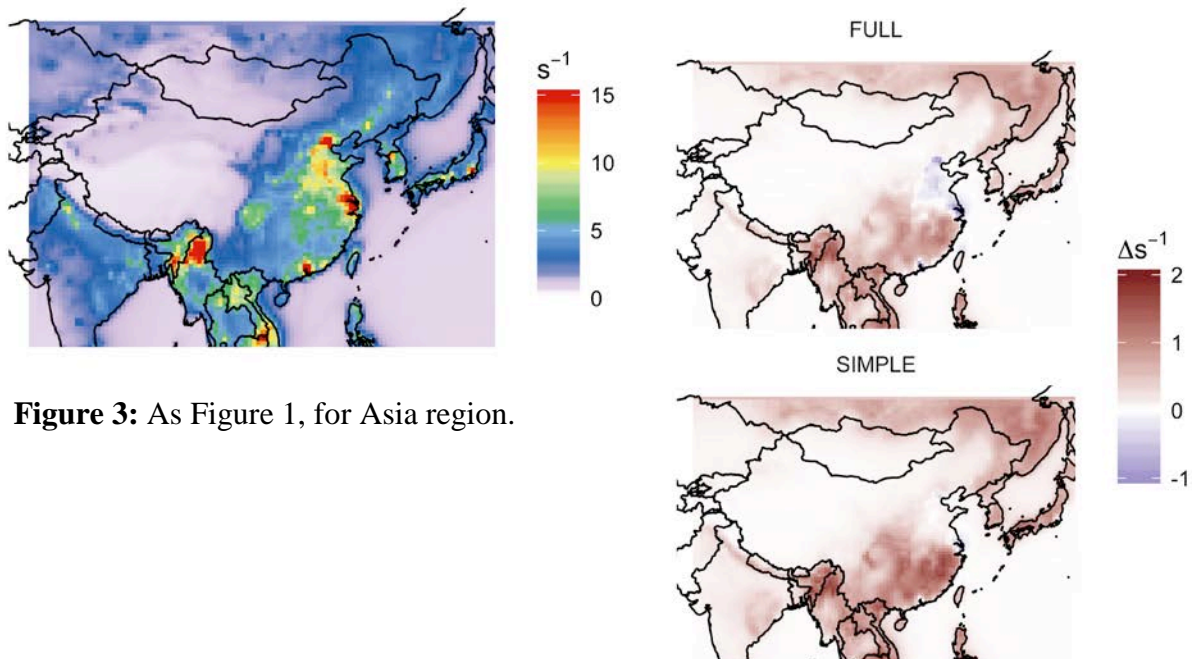 s⁻¹
15
10
5
0
Figure 3: As Figure 1, for Asia region.
FULL
SIMPLE
Δs⁻¹
2
1
0
-1